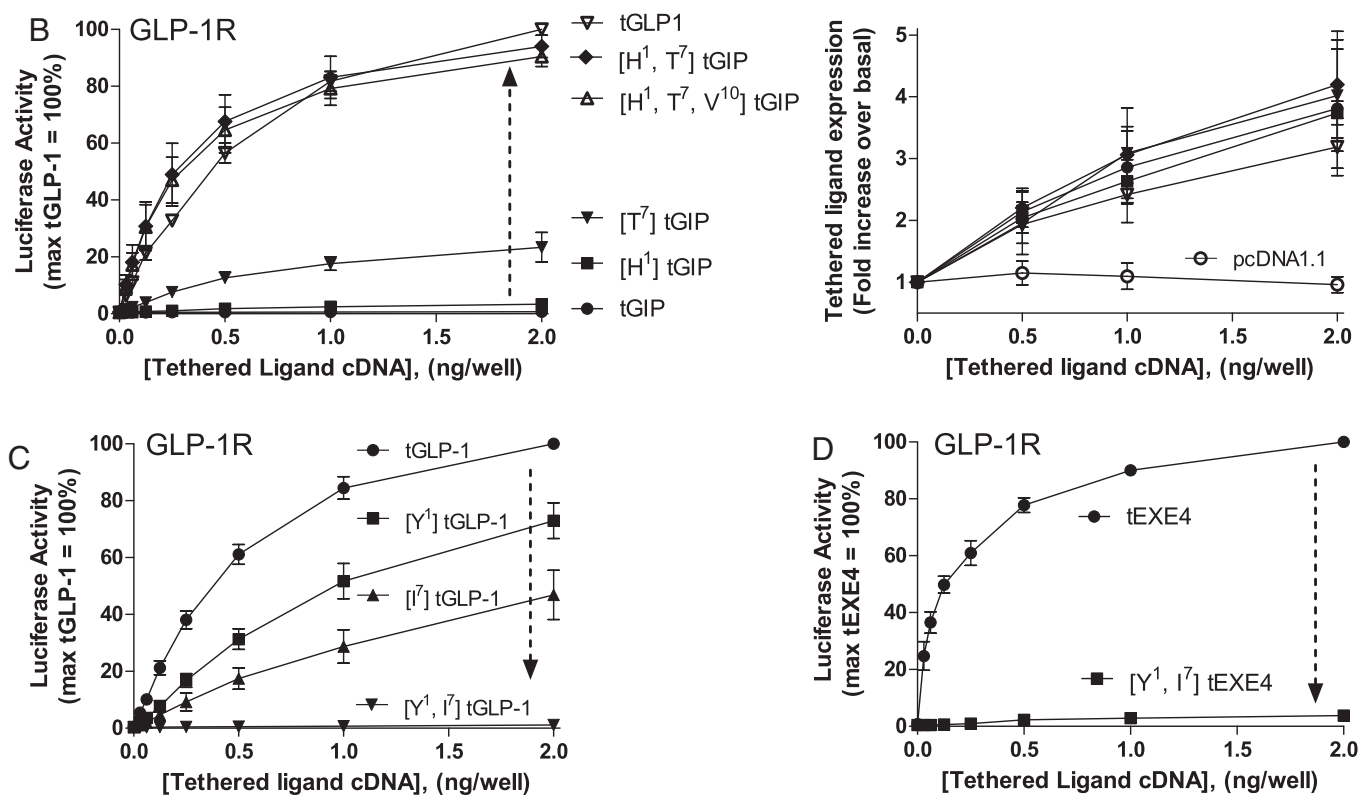 B GLP-1R
Luciferase Activity
(max tGLP-1 = 100%)
100
80
60
40
20
0
0.0 0.5 1.0 1.5 2.0
[Tethered Ligand cDNA], (ng/well)
tGLP1
[H¹, T⁷] tGIP
[H¹, T⁷, V¹⁰] tGIP
[T⁷] tGIP
[H¹] tGIP
tGIP
Tethered ligand expression
(Fold increase over basal)
5
4
3
2
1
pcDNA1.1
0.0 0.5 1.0 1.5 2.0
[Tethered ligand cDNA], (ng/well)
C GLP-1R
Luciferase Activity
(max tGLP-1 = 100%)
100
80
60
40
20
0
tGLP-1
[Y¹] tGLP-1
[I⁷] tGLP-1
[Y¹, I⁷] tGLP-1
0.0 0.5 1.0 1.5 2.0
[Tethered ligand cDNA], (ng/well)
D GLP-1R
Luciferase Activity
(max tEXE4 = 100%)
100
80
60
40
20
0
tEXE4
[Y¹, I⁷] tEXE4
0.0 0.5 1.0 1.5 2.0
[Tethered Ligand cDNA], (ng/well)